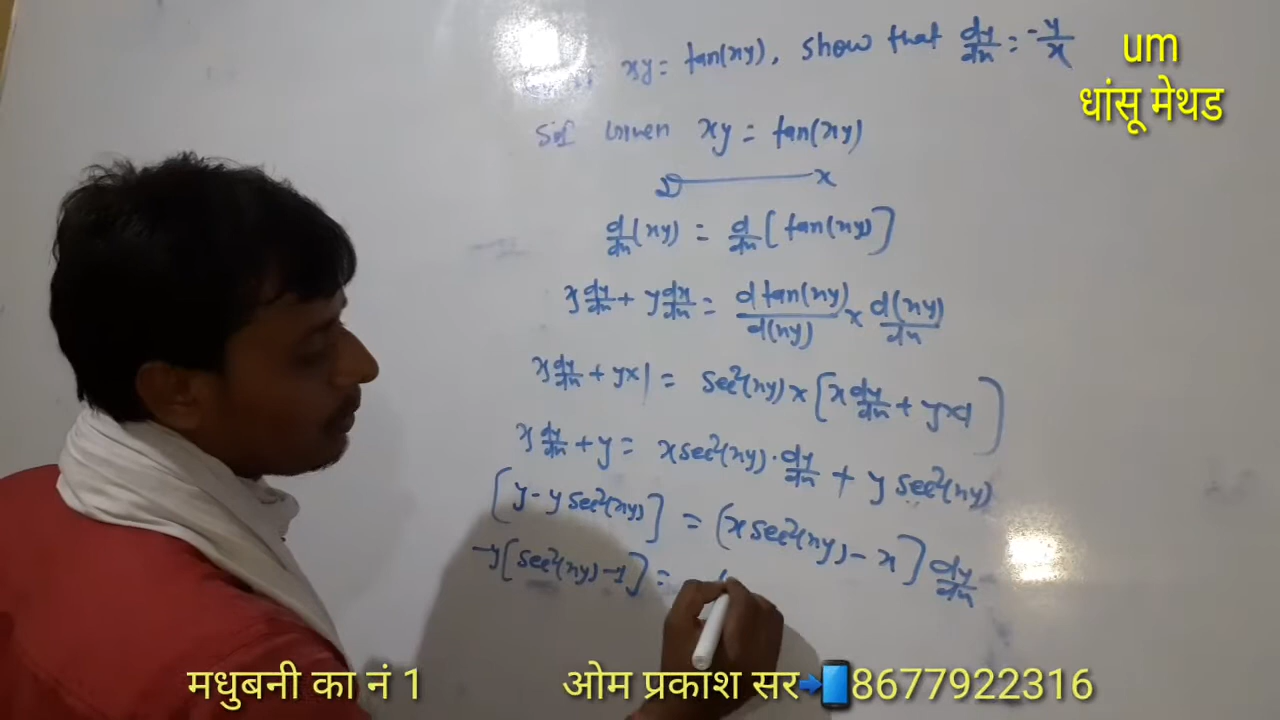 xy = tan(xy), show that dy/dx = -y/x
um
धांसू मेथड
Sol Given xy = tan(xy)
D x
d/dx (xy) = d/dx [tan(xy)]
x dy/dx + y dx/dx = d tan(xy)/d(xy) × d(xy)/dx
x dy/dx + y×1 = sec²(xy) × [x dy/dx + y×1]
x dy/dx + y = x sec²(xy) · dy/dx + y sec²(xy)
[y - y sec²(xy)] = [x sec²(xy) - x] dy/dx
-y[sec²(xy) - 1] =
मधुबनी का नं 1 ओम प्रकाश सर 8677922316